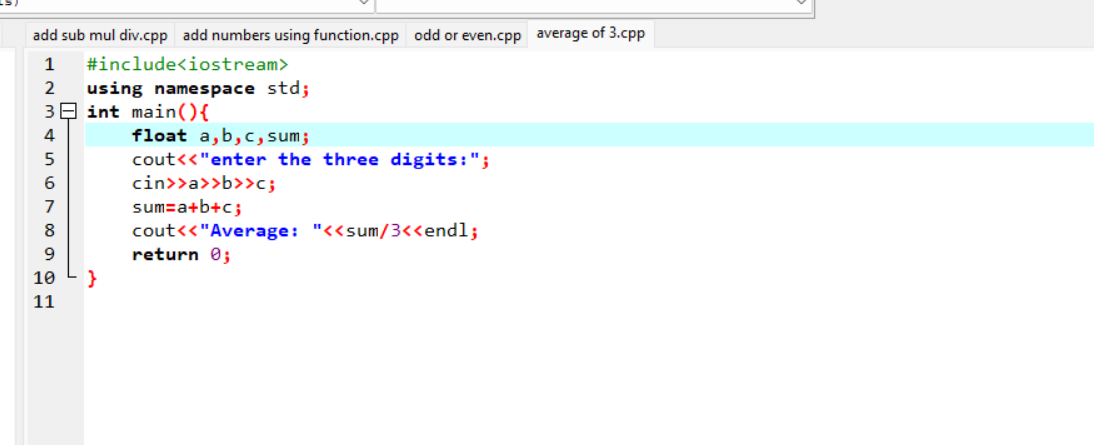 add sub mul div.cpp add numbers using function.cpp odd or even.cpp average of 3.cpp
1 #include<iostream>
2 using namespace std;
3 int main(){
4 float a,b,c,sum;
5 cout<<"enter the three digits:";
6 cin>>a>>b>>c;
7 sum=a+b+c;
8 cout<<"Average: "<<sum/3<<endl;
9 return 0;
10 }
11